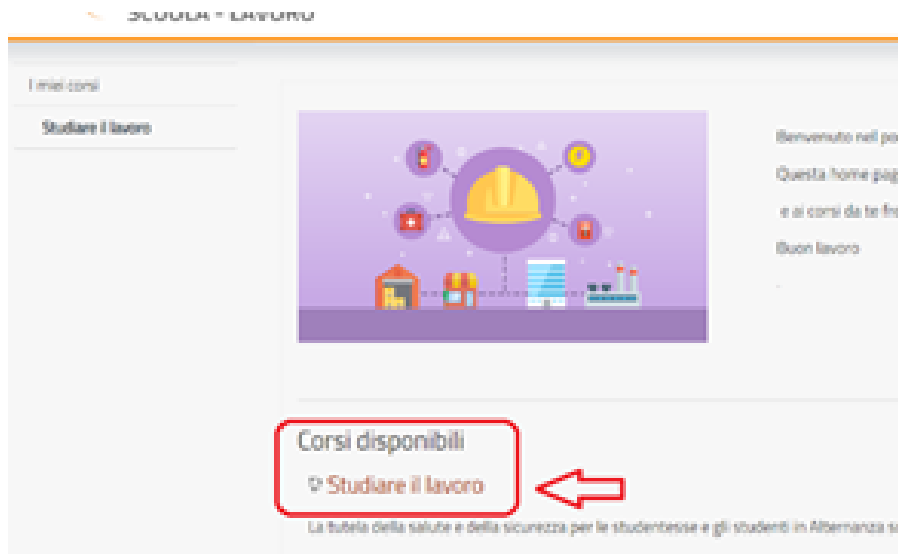 SCUOLA - LAVORO
I miei corsi
Studiare il lavoro
Benvenuto nel
Questa home
e ai corsi da te
Buon lavoro
Corsi disponibili
Studiare il lavoro
La tutela della salute e della sicurezza per le studentesse e gli studenti in Alternanza